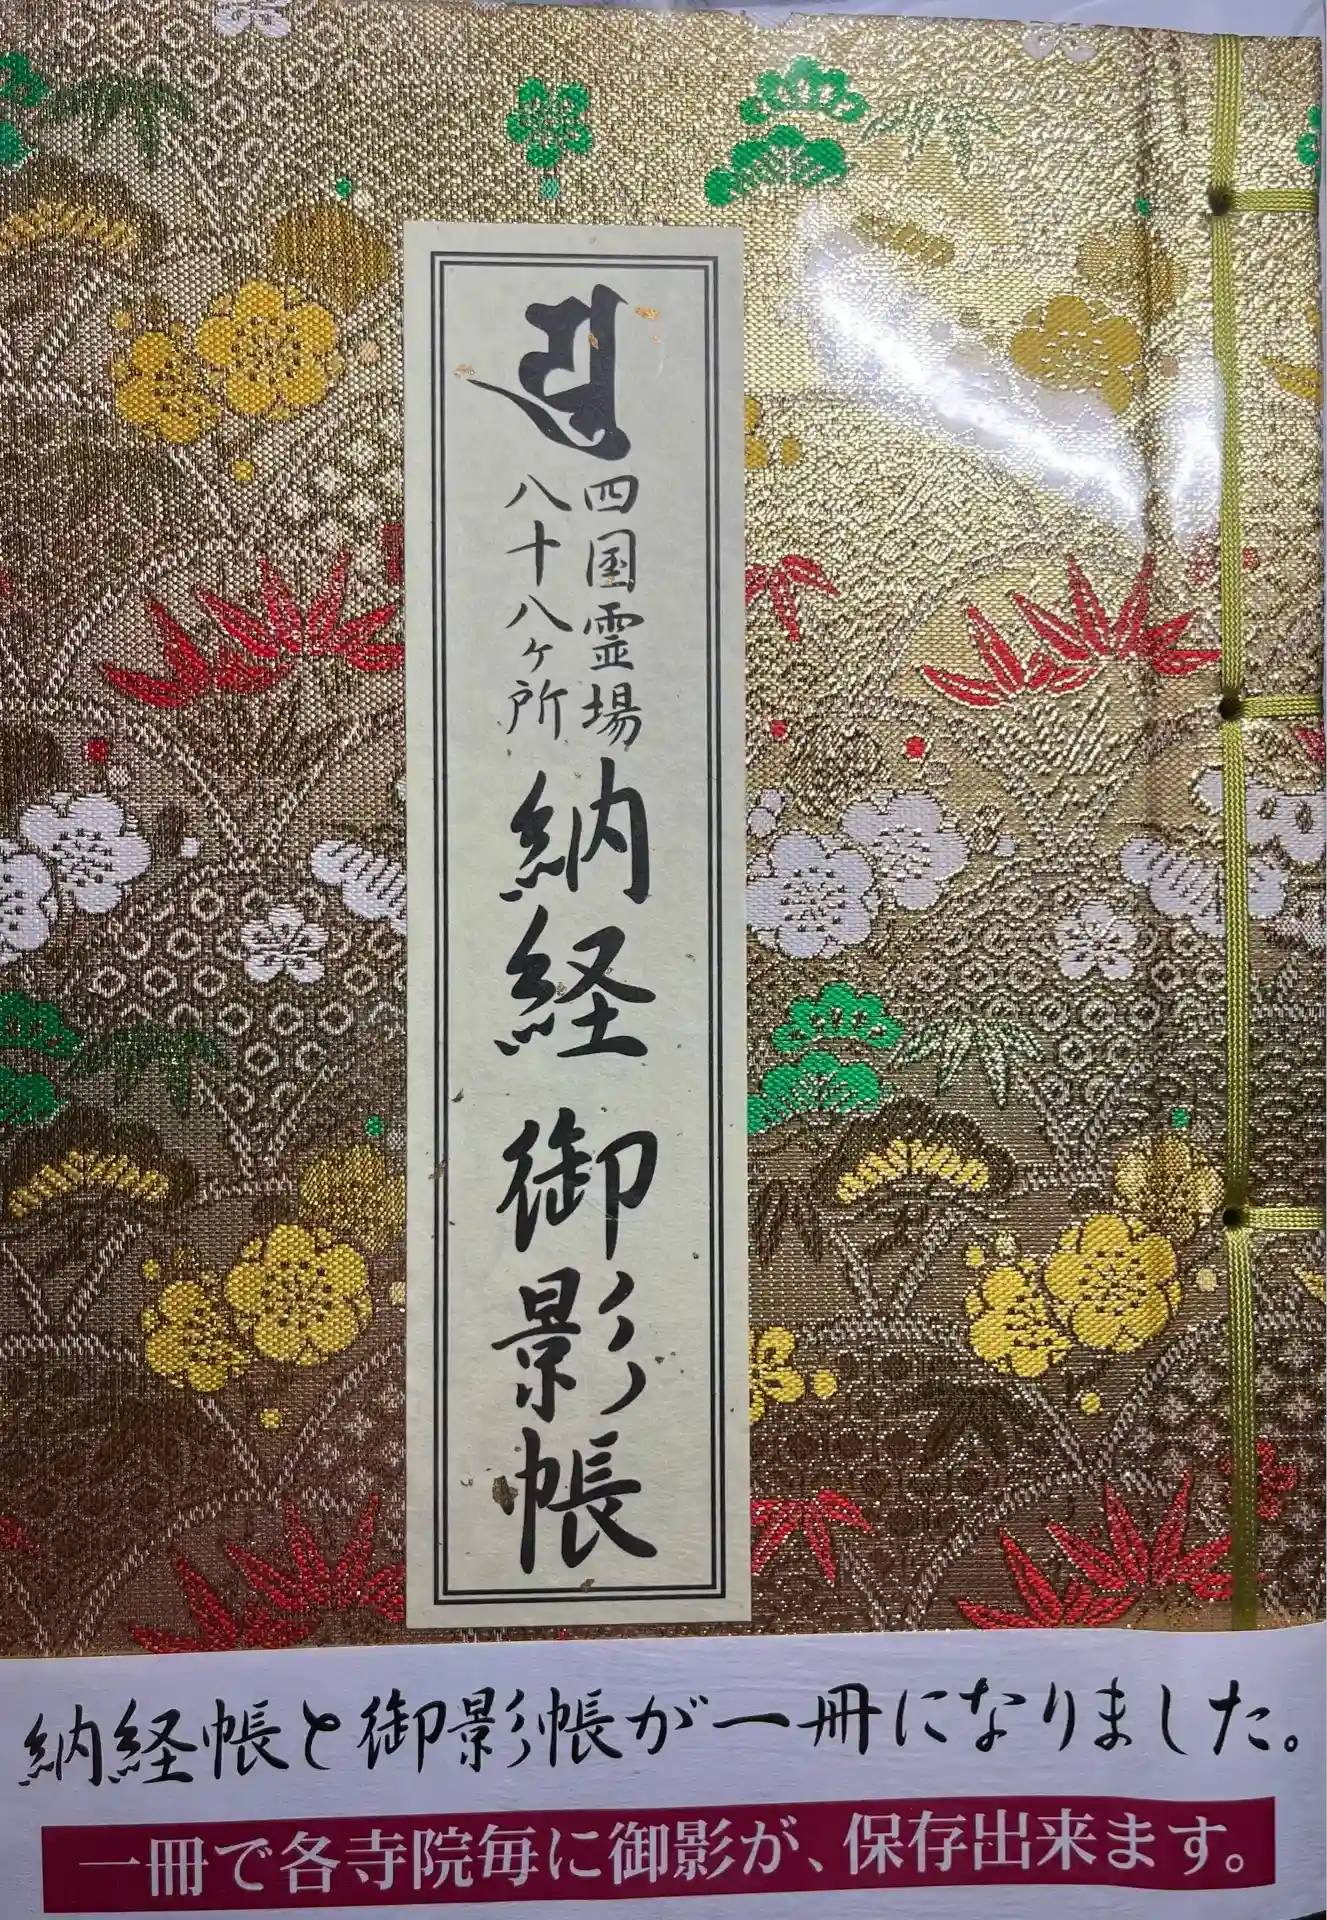 𑖧𑗜
四国霊場
八十八ヶ所
納経御影帳
納経帳と御影帳が一冊になりました。
一冊で各寺院毎に御影が、保存出来ます。